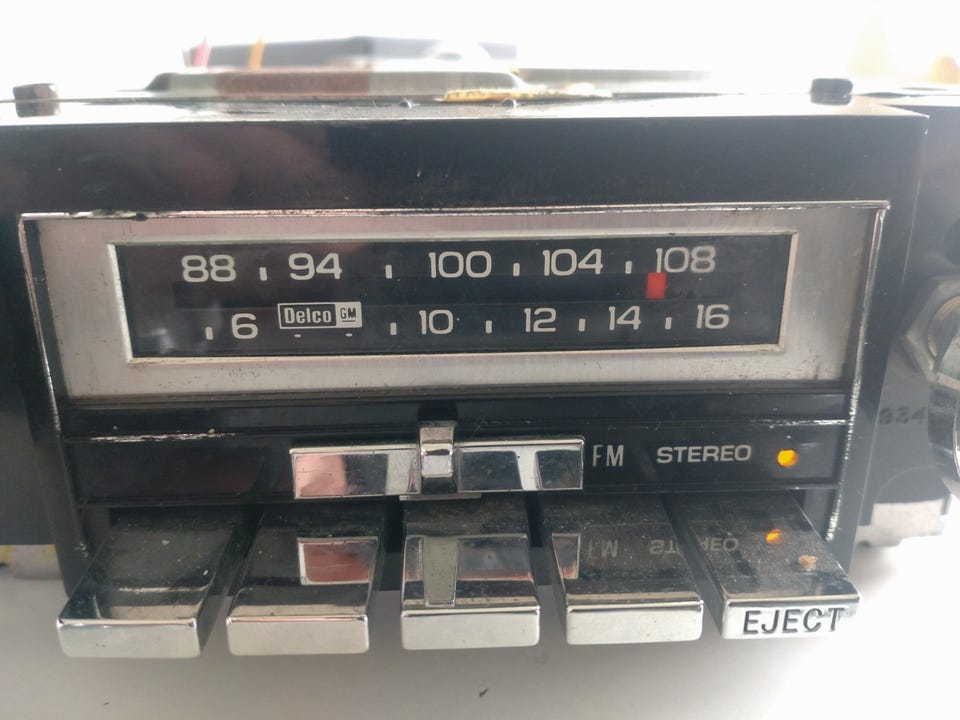 88 94 100 104 108
6 Delco GM 10 12 14 16
FM STEREO
EJECT